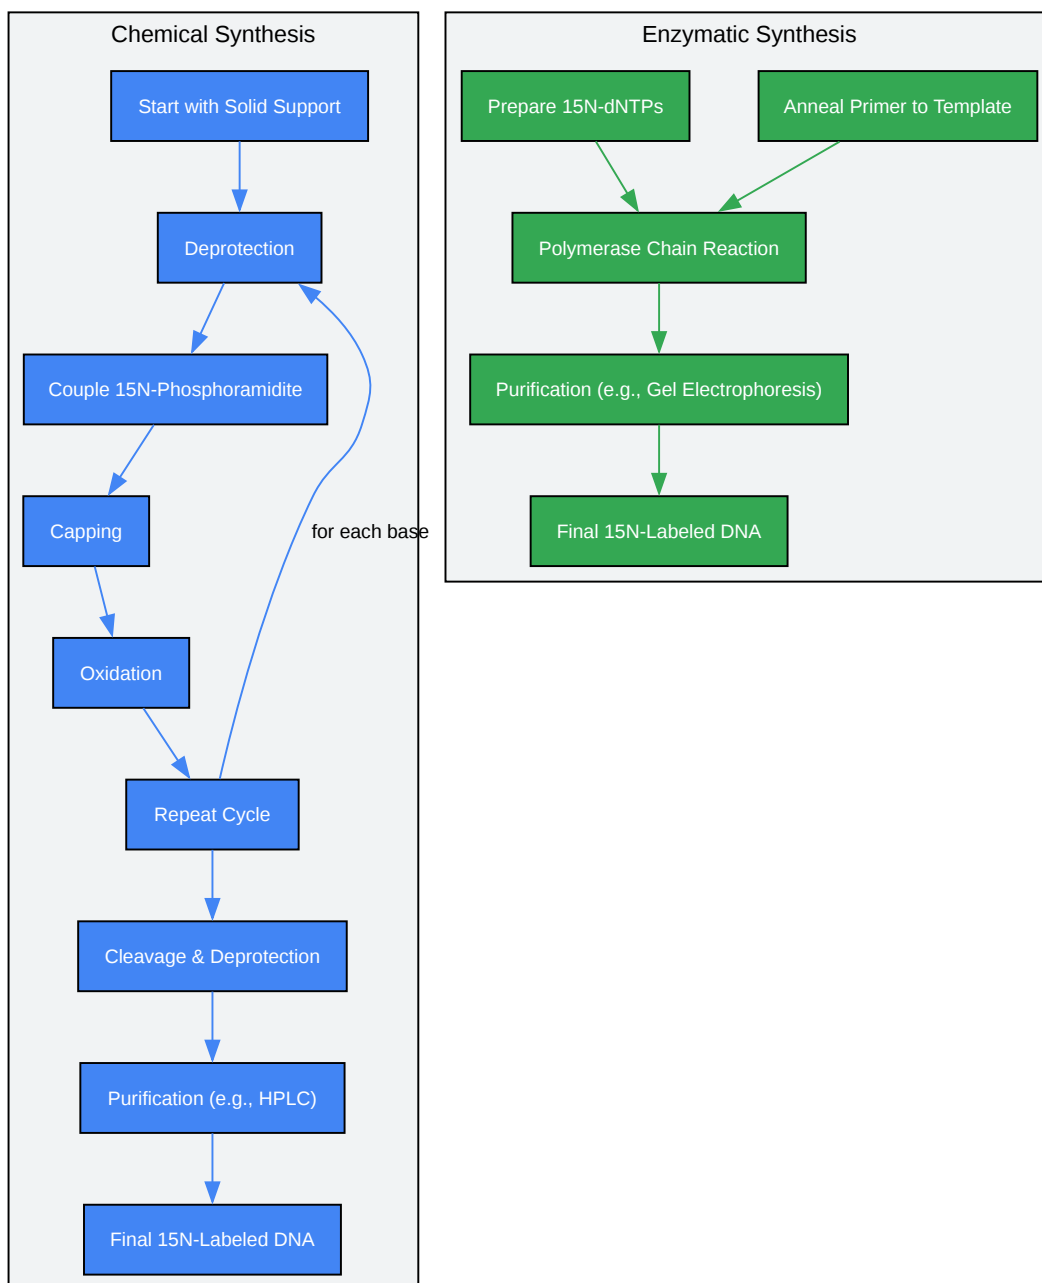 Chemical Synthesis
Start with Solid Support
Deprotection
Couple 15N-Phosphoramidite
Capping
for each base
Oxidation
Repeat Cycle
Cleavage & Deprotection
Purification (e.g., HPLC)
Final 15N-Labeled DNA
Enzymatic Synthesis
Prepare 15N-dNTPs
Anneal Primer to Template
Polymerase Chain Reaction
Purification (e.g., Gel Electrophoresis)
Final 15N-Labeled DNA